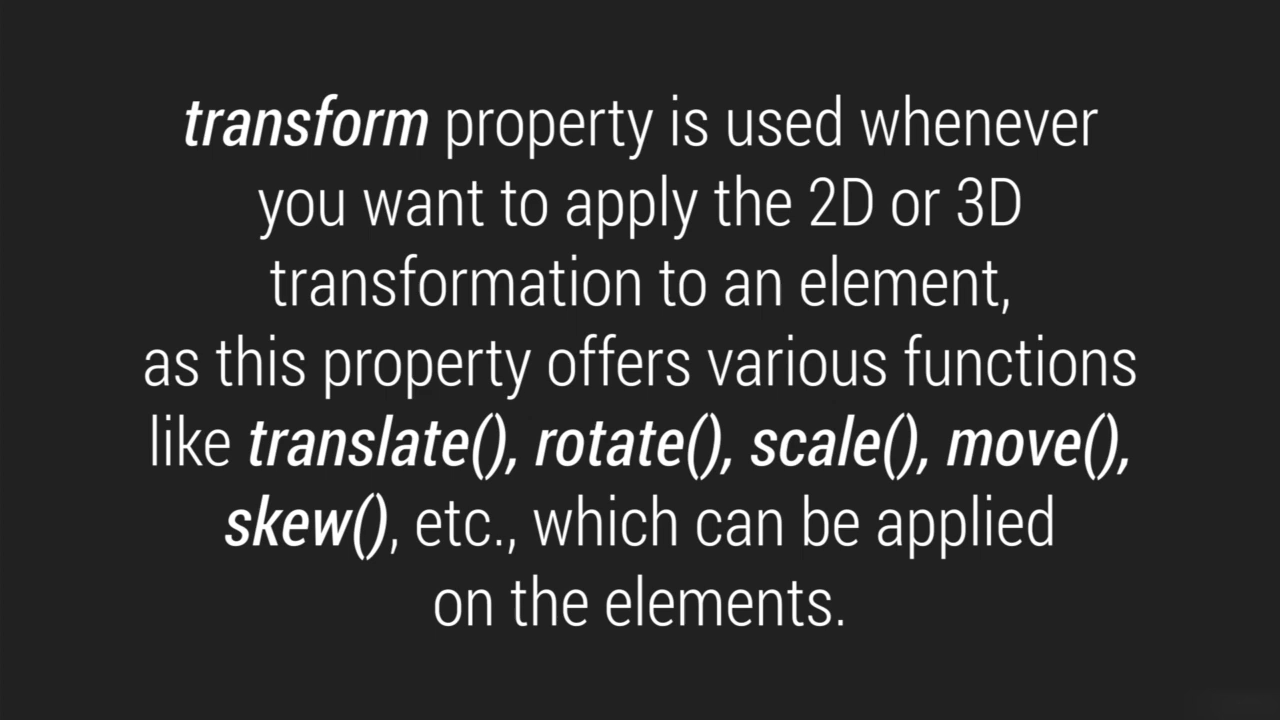 transform property is used whenever
you want to apply the 2D or 3D
transformation to an element,
as this property offers various functions
like translate(), rotate(), scale(), move(),
skew(), etc., which can be applied
on the elements.